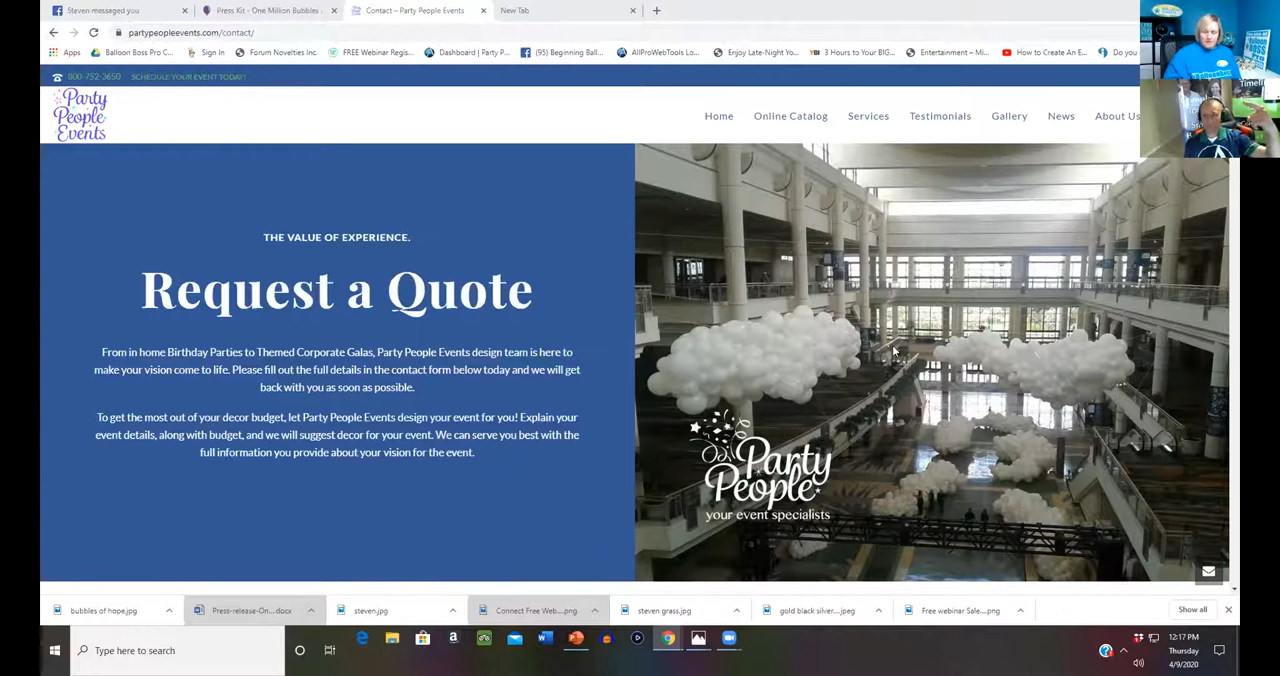 Steven messaged you
Press Kit - One Million Bubbles
Contact – Party People Events
New Tab
partypeopleevents.com/contact/
Apps
Balloon Boss Pro C...
Sign In
Forum Novelties Inc.
FREE Webinar Regis...
Dashboard | Party P...
(95) Beginning Ball...
AllProWebTools Lo...
Enjoy Late-Night Yo...
3 Hours to Your BIG...
Entertainment – Mi...
How to Create An E...
Do you
800-752-3650
SCHEDULE YOUR EVENT TODAY!
Party
People
Events
Home
Online Catalog
Services
Testimonials
Gallery
News
About Us
THE VALUE OF EXPERIENCE.
Request a Quote
From in home Birthday Parties to Themed Corporate Galas, Party People Events design team is here to
make your vision come to life. Please fill out the full details in the contact form below today and we will get
back with you as soon as possible.
To get the most out of your decor budget, let Party People Events design your event for you! Explain your
event details, along with budget, and we will suggest decor for your event. We can serve you best with the
full information you provide about your vision for the event.
Party
People
your event specialists
bubbles of hope.jpg
Press-release-On....docx
steven.jpg
Connect Free Web....png
steven grass.jpg
gold black silver....jpeg
Free webinar Sale....png
Show all
Type here to search
12:17 PM
Thursday
4/9/2020